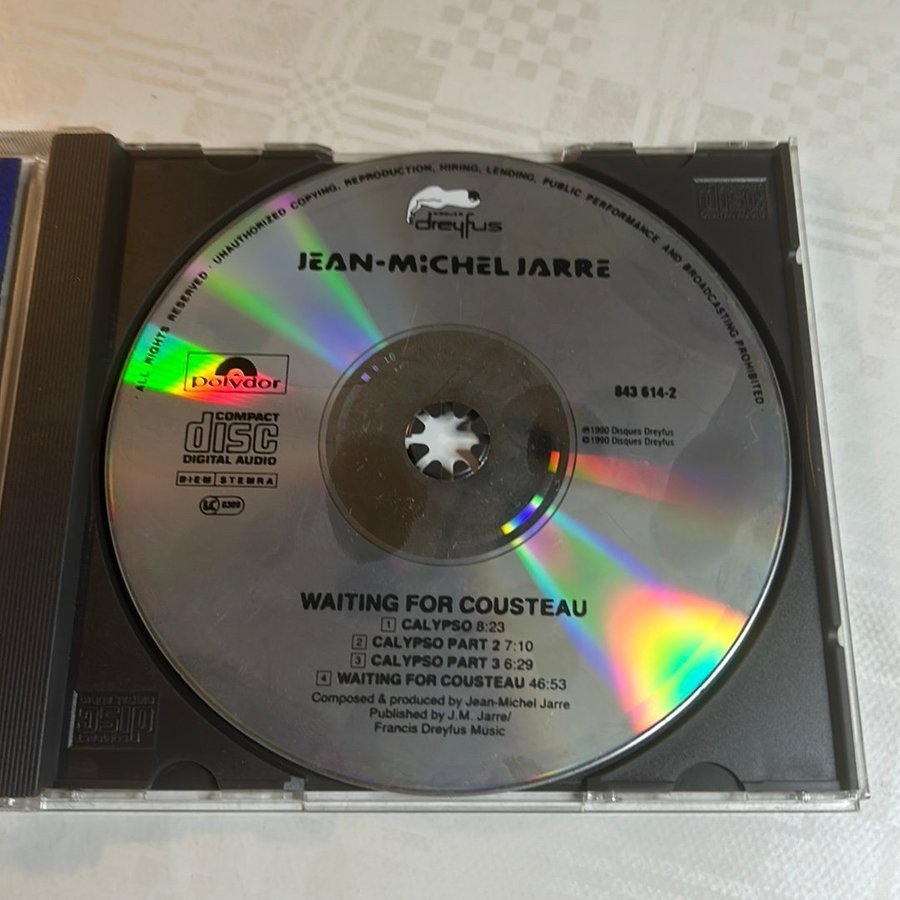 · ALL RIGHTS RESERVED · UNAUTHORIZED COPYING, REPRODUCTION, HIRING, LENDING, PUBLIC PERFORMANCE AND BROADCASTING PROHIBITED ·
dreyfus
JEAN-MICHEL JARRE
polydor
843 614-2
COMPACT
disc
DIGITAL AUDIO
℗1990 Disques Dreyfus
©1990 Disques Dreyfus
BIEM STEMRA
LC
WAITING FOR COUSTEAU
1 CALYPSO 8:23
2 CALYPSO PART 2 7:10
3 CALYPSO PART 3 6:29
4 WAITING FOR COUSTEAU 46:53
Composed & produced by Jean-Michel Jarre
Published by J.M. Jarre/
Francis Dreyfus Music
disc
disc